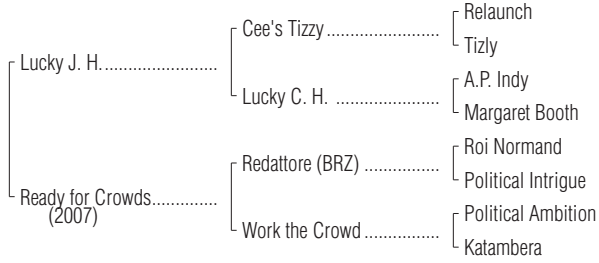 Relaunch
Cee's Tizzy
Tizly
Lucky J. H.
A.P. Indy
Lucky C. H.
Margaret Booth
Roi Normand
Redattore (BRZ)
Political Intrigue
Ready for Crowds
(2007)
Political Ambition
Work the Crowd
Katambera